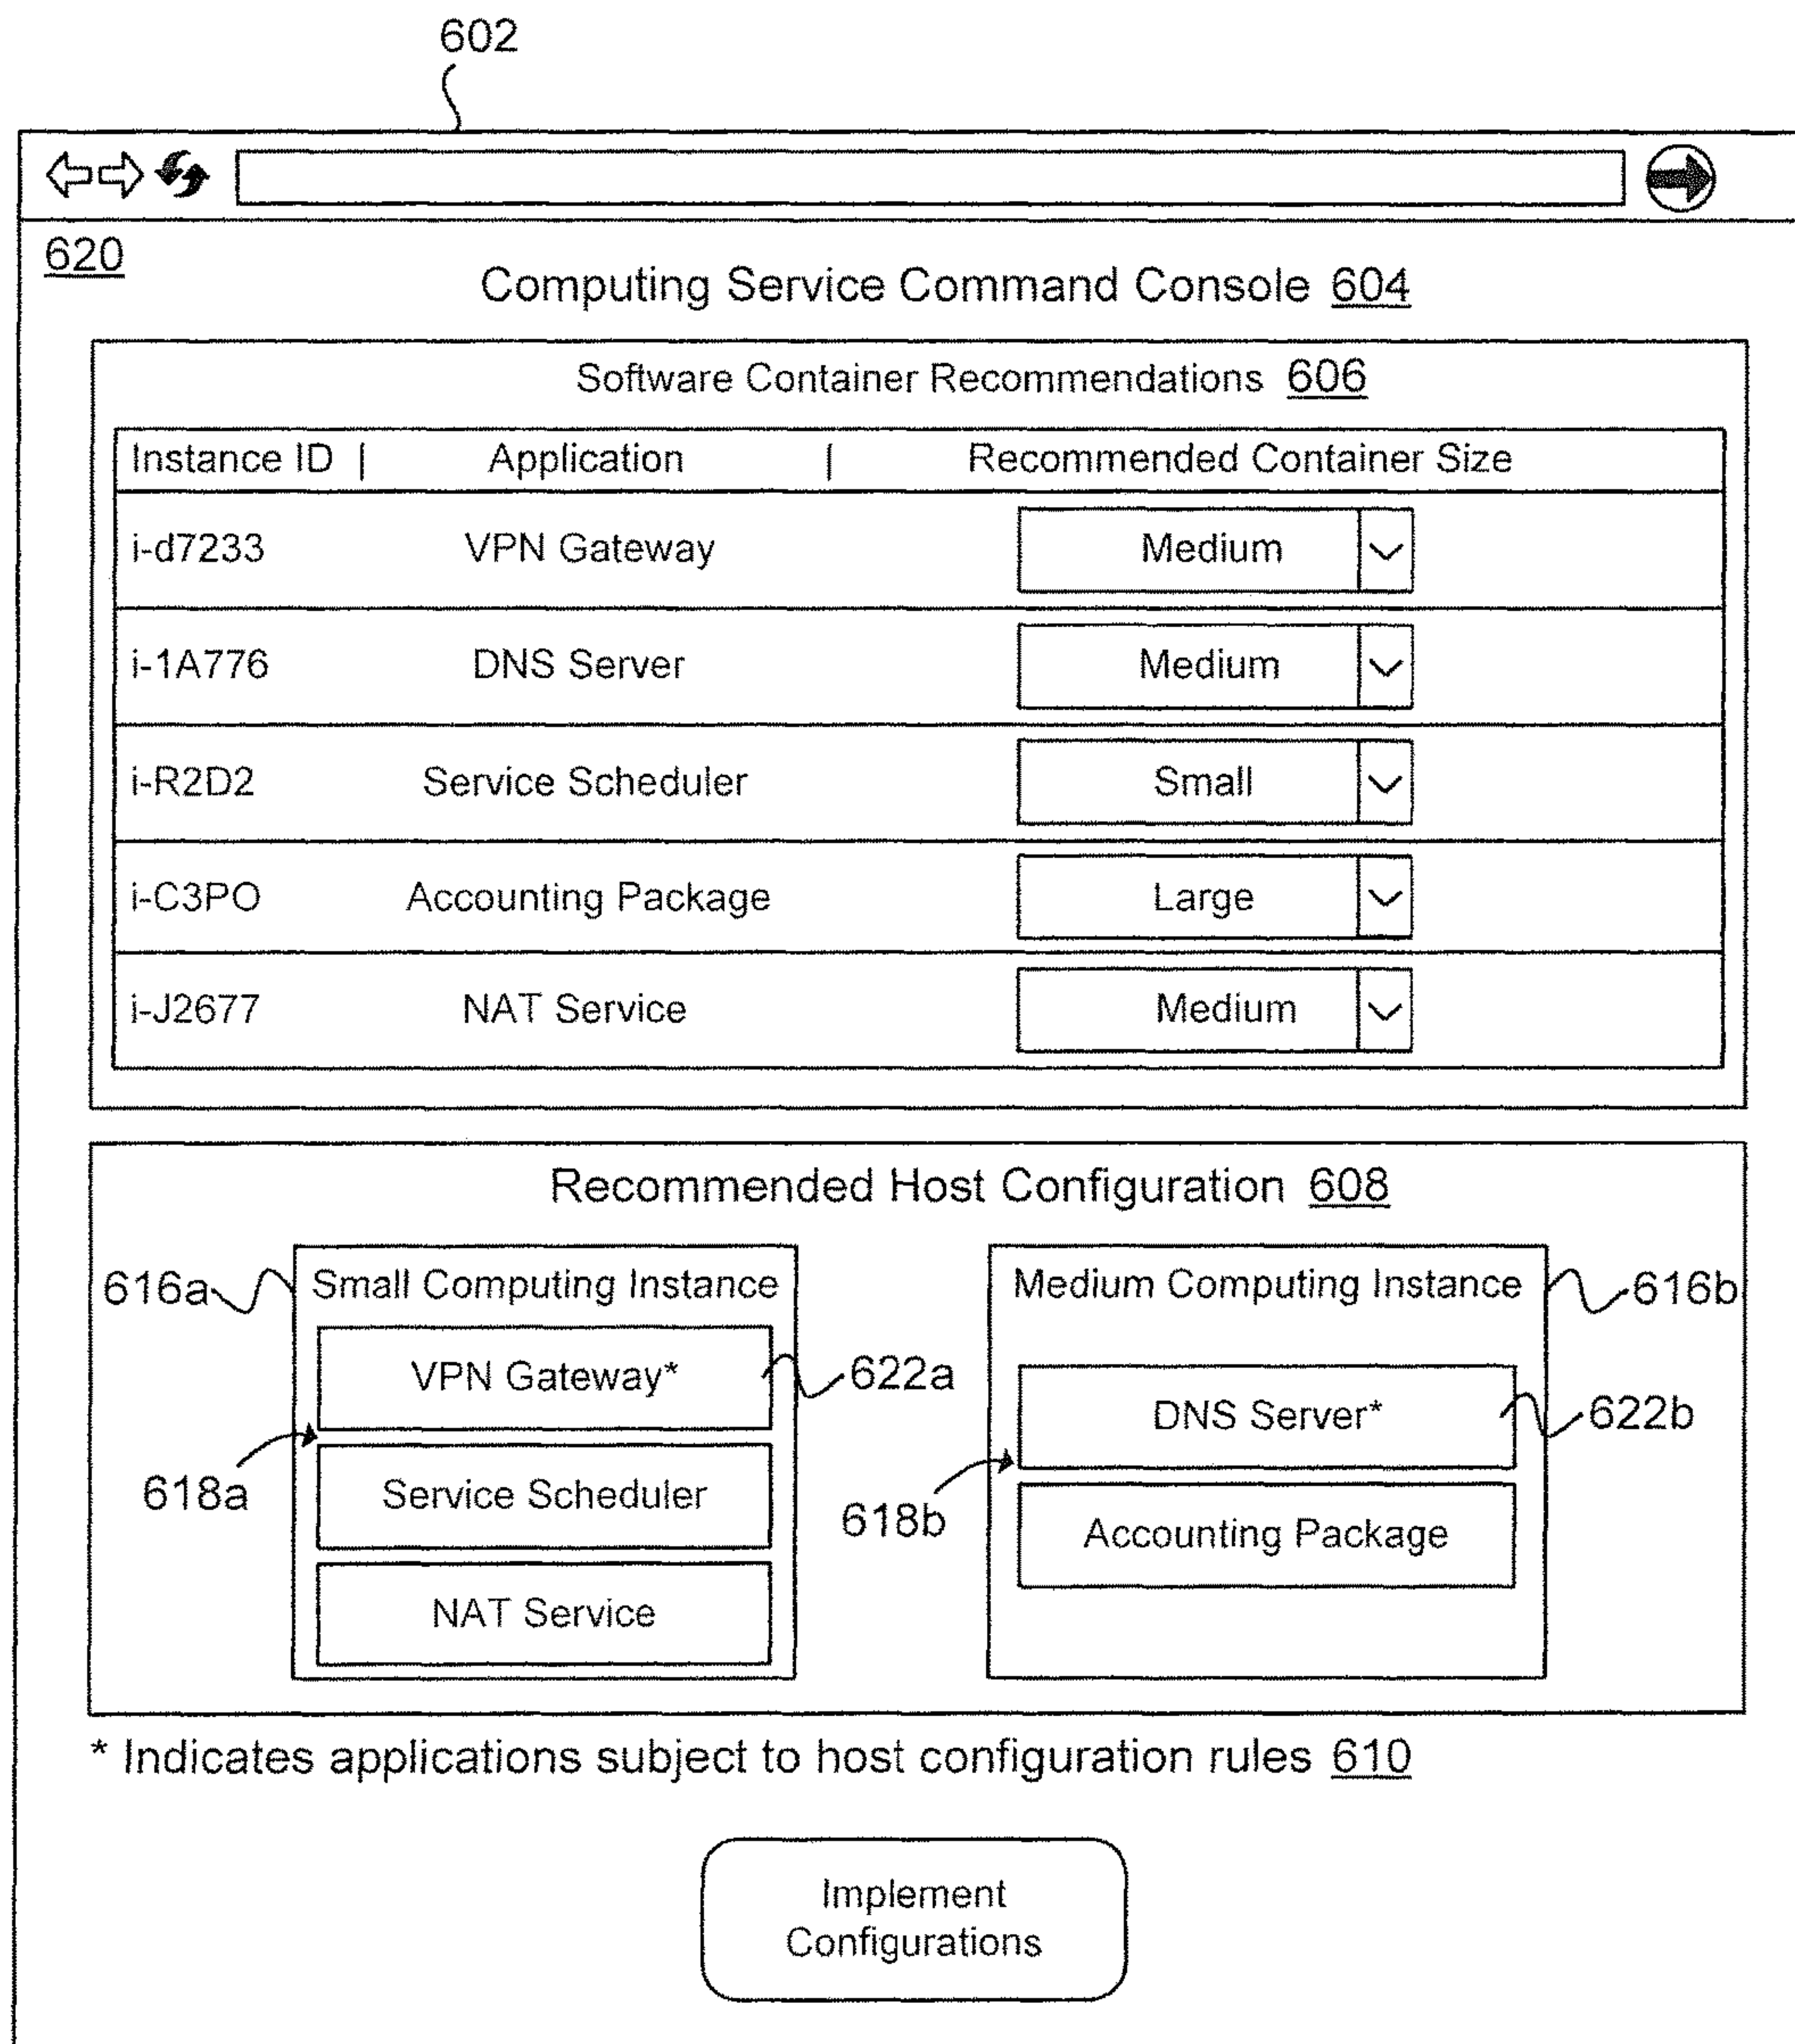 602
620
Computing Service Command Console 604
Software Container Recommendations 606
Instance ID | Application | Recommended Container Size
i-d7233 VPN Gateway Medium
i-1A776 DNS Server Medium
i-R2D2 Service Scheduler Small
i-C3PO Accounting Package Large
i-J2677 NAT Service Medium
Recommended Host Configuration 608
616a Small Computing Instance Medium Computing Instance 616b
VPN Gateway* 622a DNS Server* 622b
618a Service Scheduler 618b Accounting Package
NAT Service
* Indicates applications subject to host configuration rules 610
Implement
Configurations